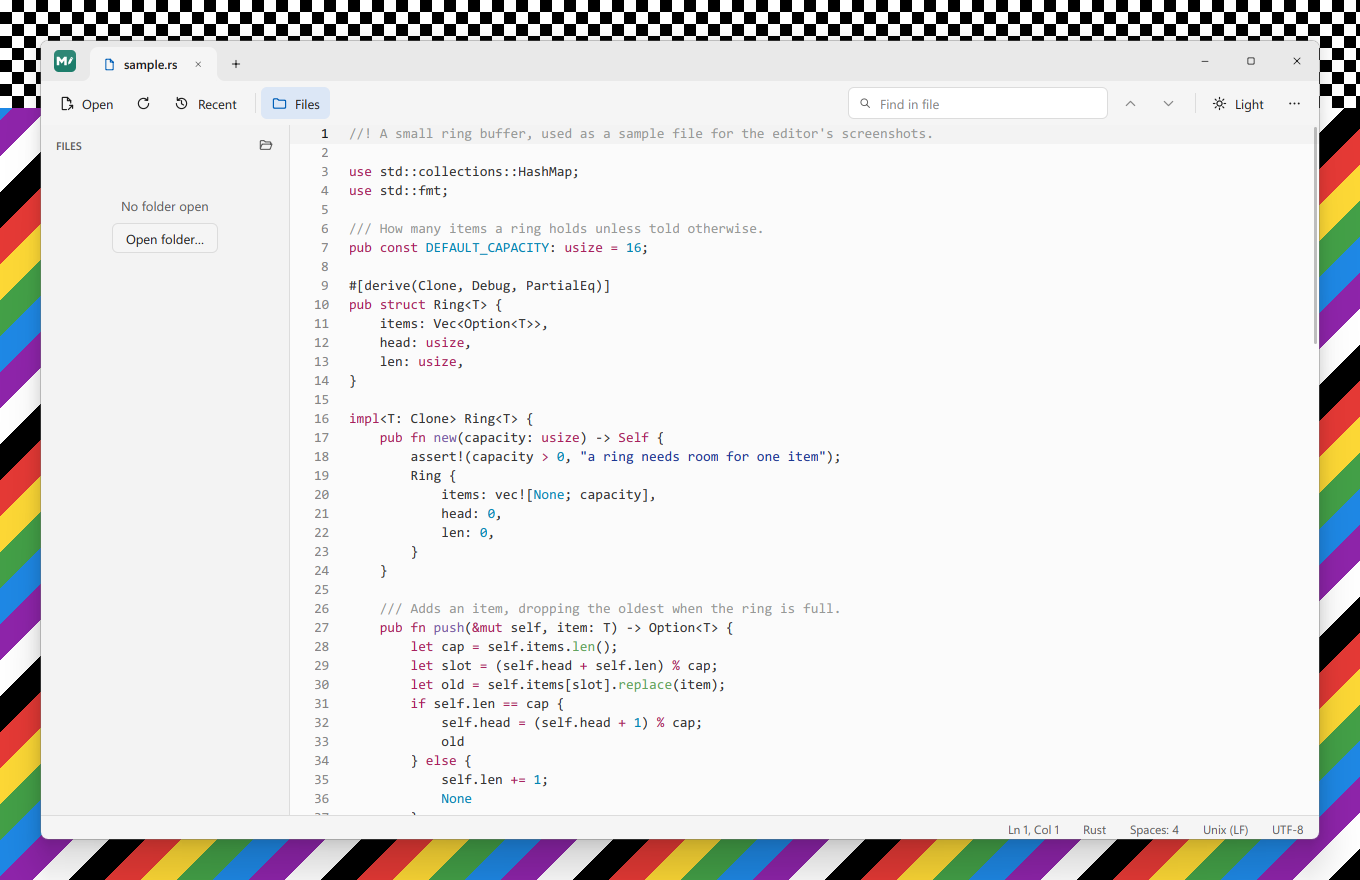 sample.rs
Open
Recent
Files
Find in file
Light
FILES
No folder open
Open folder...
1 //! A small ring buffer, used as a sample file for the editor's screenshots.
2
3 use std::collections::HashMap;
4 use std::fmt;
5
6 /// How many items a ring holds unless told otherwise.
7 pub const DEFAULT_CAPACITY: usize = 16;
8
9 #[derive(Clone, Debug, PartialEq)]
10 pub struct Ring<T> {
11     items: Vec<Option<T>>,
12     head: usize,
13     len: usize,
14 }
15
16 impl<T: Clone> Ring<T> {
17     pub fn new(capacity: usize) -> Self {
18         assert!(capacity > 0, "a ring needs room for one item");
19         Ring {
20             items: vec![None; capacity],
21             head: 0,
22             len: 0,
23         }
24     }
25
26     /// Adds an item, dropping the oldest when the ring is full.
27     pub fn push(&mut self, item: T) -> Option<T> {
28         let cap = self.items.len();
29         let slot = (self.head + self.len) % cap;
30         let old = self.items[slot].replace(item);
31         if self.len == cap {
32             self.head = (self.head + 1) % cap;
33             old
34         } else {
35             self.len += 1;
36             None
Ln 1, Col 1
Rust
Spaces: 4
Unix (LF)
UTF-8